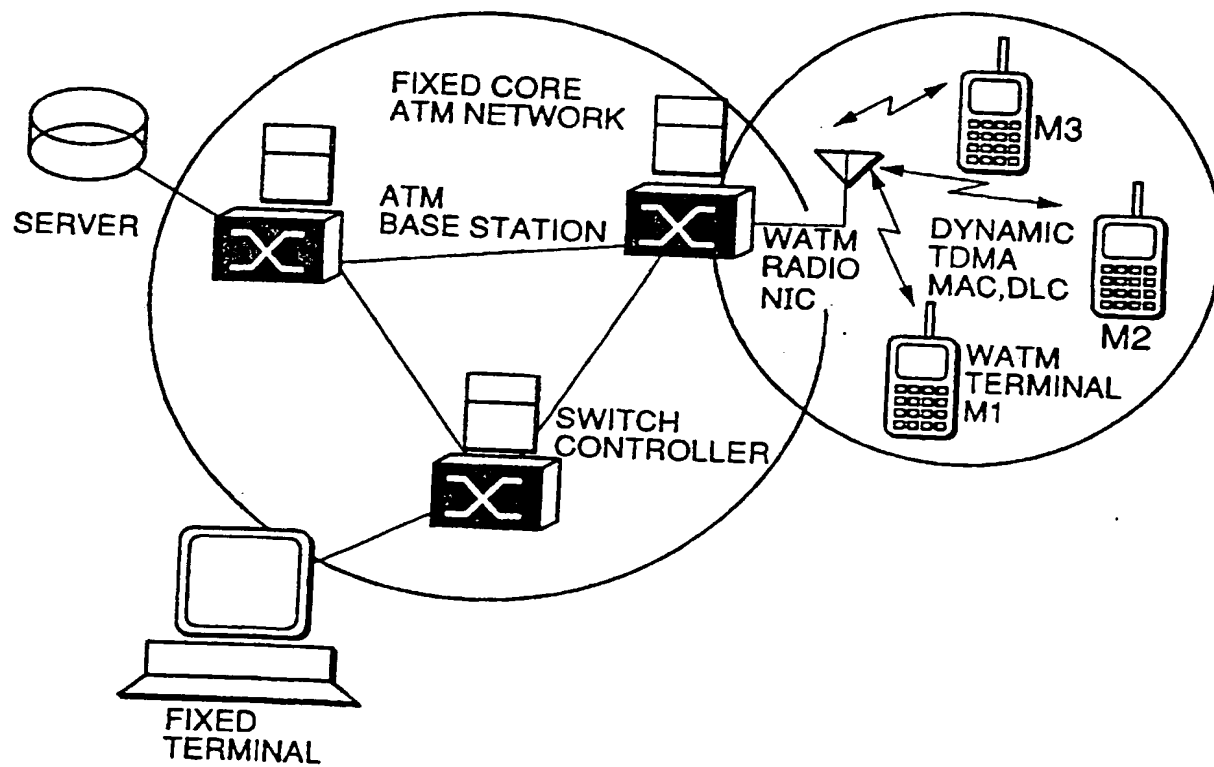 FIXED CORE
ATM NETWORK
M3
SERVER
ATM
BASE STATION
WATM
RADIO
NIC
DYNAMIC
TDMA
MAC,DLC
M2
WATM
TERMINAL
M1
SWITCH
CONTROLLER
FIXED
TERMINAL